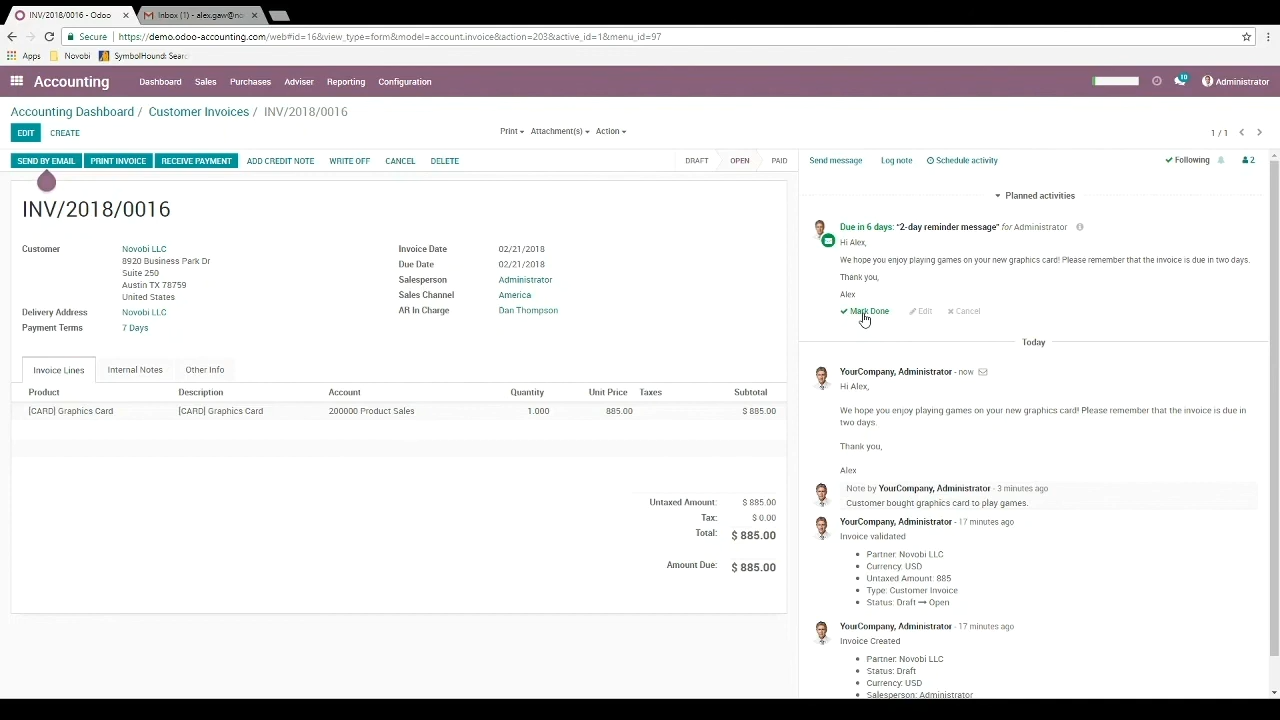 INV/2018/0016 - Odoo
Inbox (1) - alex.gaw@no
Secure
https://demo.odoo-accounting.com/web#id=16&view_type=form&model=account.invoice&action=203&active_id=1&menu_id=97
Apps Novobi SymbolHound: Sear
Accounting Dashboard Sales Purchases Adviser Reporting Configuration 10 Administrator
Accounting Dashboard / Customer Invoices / INV/2018/0016
EDIT CREATE Print Attachment(s) Action 1 / 1
SEND BY EMAIL PRINT INVOICE RECEIVE PAYMENT ADD CREDIT NOTE WRITE OFF CANCEL DELETE DRAFT OPEN PAID
INV/2018/0016
Customer Novobi LLC
8920 Business Park Dr
Suite 250
Austin TX 78759
United States
Delivery Address Novobi LLC
Payment Terms 7 Days
Invoice Date 02/21/2018
Due Date 02/21/2018
Salesperson Administrator
Sales Channel America
AR In Charge Dan Thompson
Invoice Lines Internal Notes Other Info
Product Description Account Quantity Unit Price Taxes Subtotal
[CARD] Graphics Card [CARD] Graphics Card 200000 Product Sales 1.000 885.00 $ 885.00
Untaxed Amount: $ 885.00
Tax: $ 0.00
Total: $ 885.00
Amount Due: $ 885.00
Send message Log note Schedule activity Following 2
Planned activities
Due in 6 days: “2-day reminder message” for Administrator
Hi Alex,
We hope you enjoy playing games on your new graphics card! Please remember that the invoice is due in two days.
Thank you,
Alex
Mark Done Edit Cancel
Today
YourCompany, Administrator - now
Hi Alex,
We hope you enjoy playing games on your new graphics card! Please remember that the invoice is due in
two days.
Thank you,
Alex
Note by YourCompany, Administrator - 3 minutes ago
Customer bought graphics card to play games.
YourCompany, Administrator - 17 minutes ago
Invoice validated
• Partner: Novobi LLC
• Currency: USD
• Untaxed Amount: 885
• Type: Customer Invoice
• Status: Draft → Open
YourCompany, Administrator - 17 minutes ago
Invoice Created
• Partner: Novobi LLC
• Status: Draft
• Currency: USD
• Salesperson: Administrator